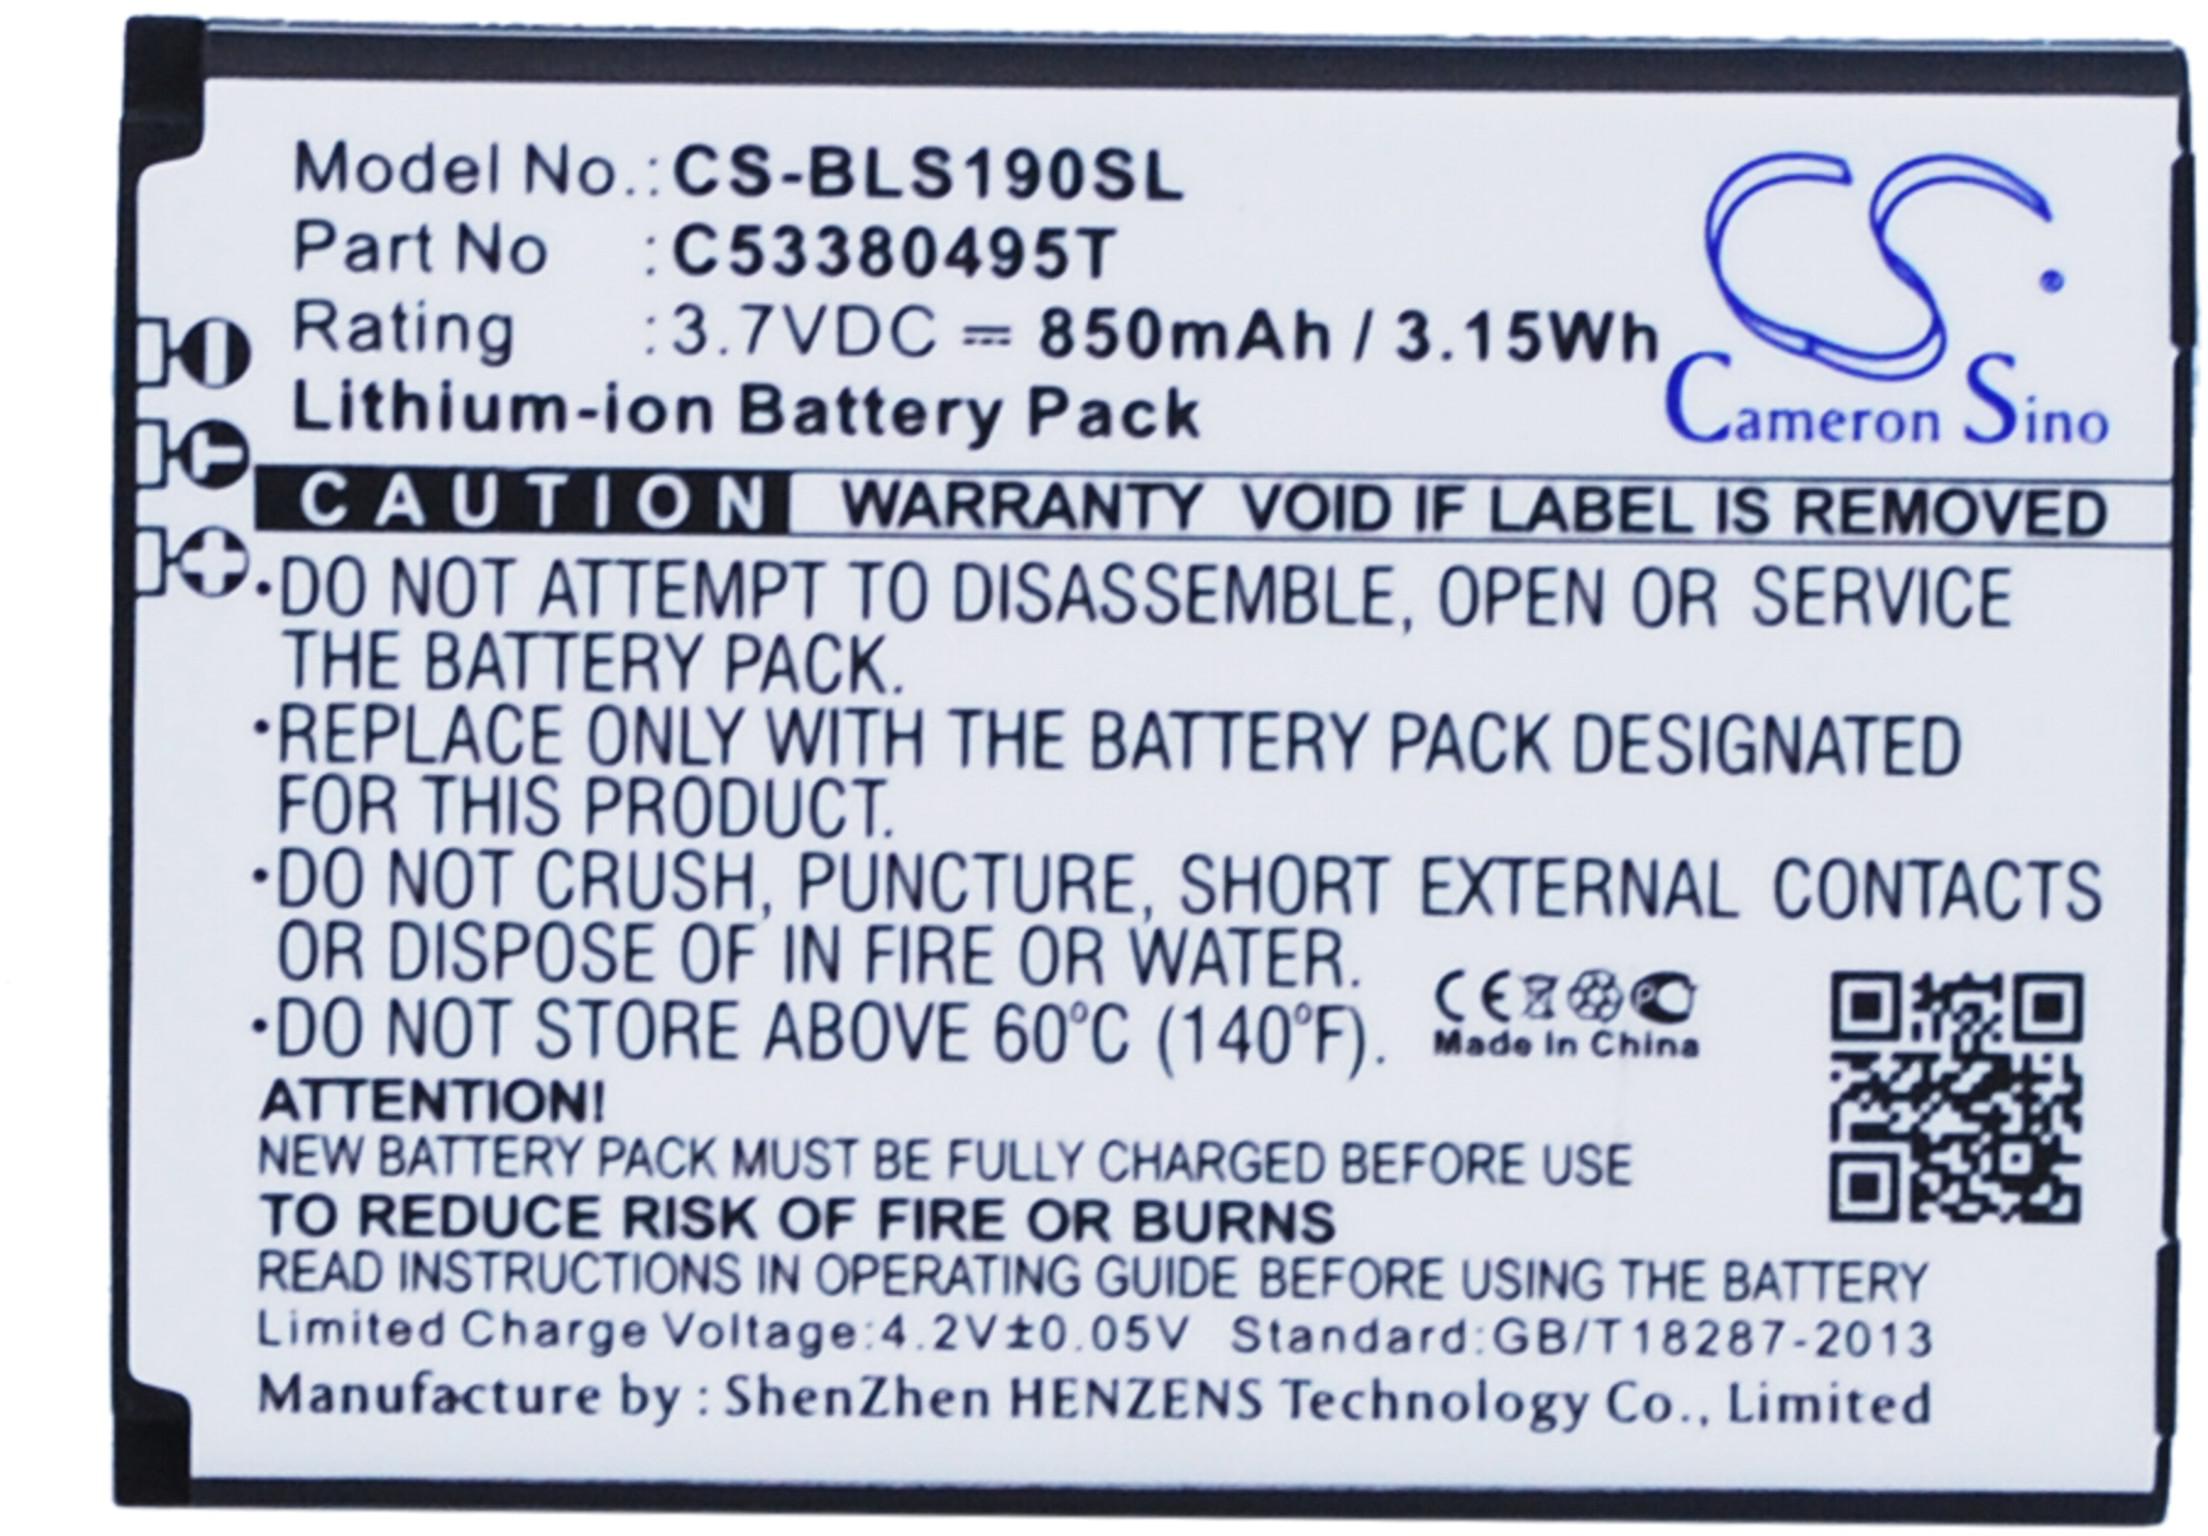 Model No.: CS-BLS190SL
Part No : C53380495T
Rating : 3.7VDC ⎓ 850mAh / 3.15Wh
Lithium-ion Battery Pack
CS
Cameron Sino
CAUTION WARRANTY VOID IF LABEL IS REMOVED
•DO NOT ATTEMPT TO DISASSEMBLE, OPEN OR SERVICE
THE BATTERY PACK.
•REPLACE ONLY WITH THE BATTERY PACK DESIGNATED
FOR THIS PRODUCT.
•DO NOT CRUSH, PUNCTURE, SHORT EXTERNAL CONTACTS
OR DISPOSE OF IN FIRE OR WATER.
•DO NOT STORE ABOVE 60°C (140°F).
CE PC
Made in China
ATTENTION!
NEW BATTERY PACK MUST BE FULLY CHARGED BEFORE USE
TO REDUCE RISK OF FIRE OR BURNS
READ INSTRUCTIONS IN OPERATING GUIDE BEFORE USING THE BATTERY
Limited Charge Voltage:4.2V±0.05V Standard:GB/T18287-2013
Manufacture by : ShenZhen HENZENS Technology Co., Limited